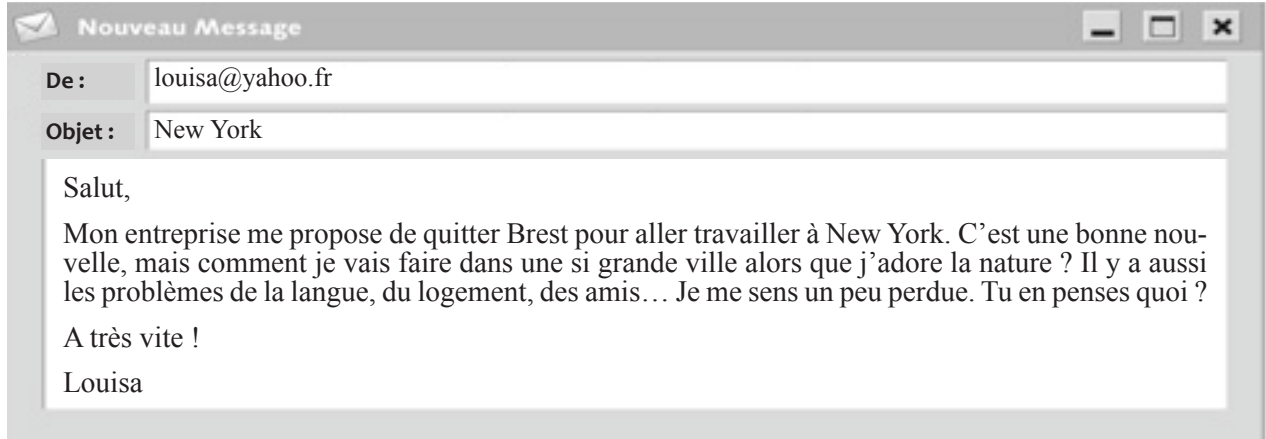 Nouveau Message
De :
louisa@yahoo.fr
Objet :
New York
Salut,
Mon entreprise me propose de quitter Brest pour aller travailler à New York. C’est une bonne nou-
velle, mais comment je vais faire dans une si grande ville alors que j’adore la nature ? Il y a aussi
les problèmes de la langue, du logement, des amis… Je me sens un peu perdue. Tu en penses quoi ?
A très vite !
Louisa